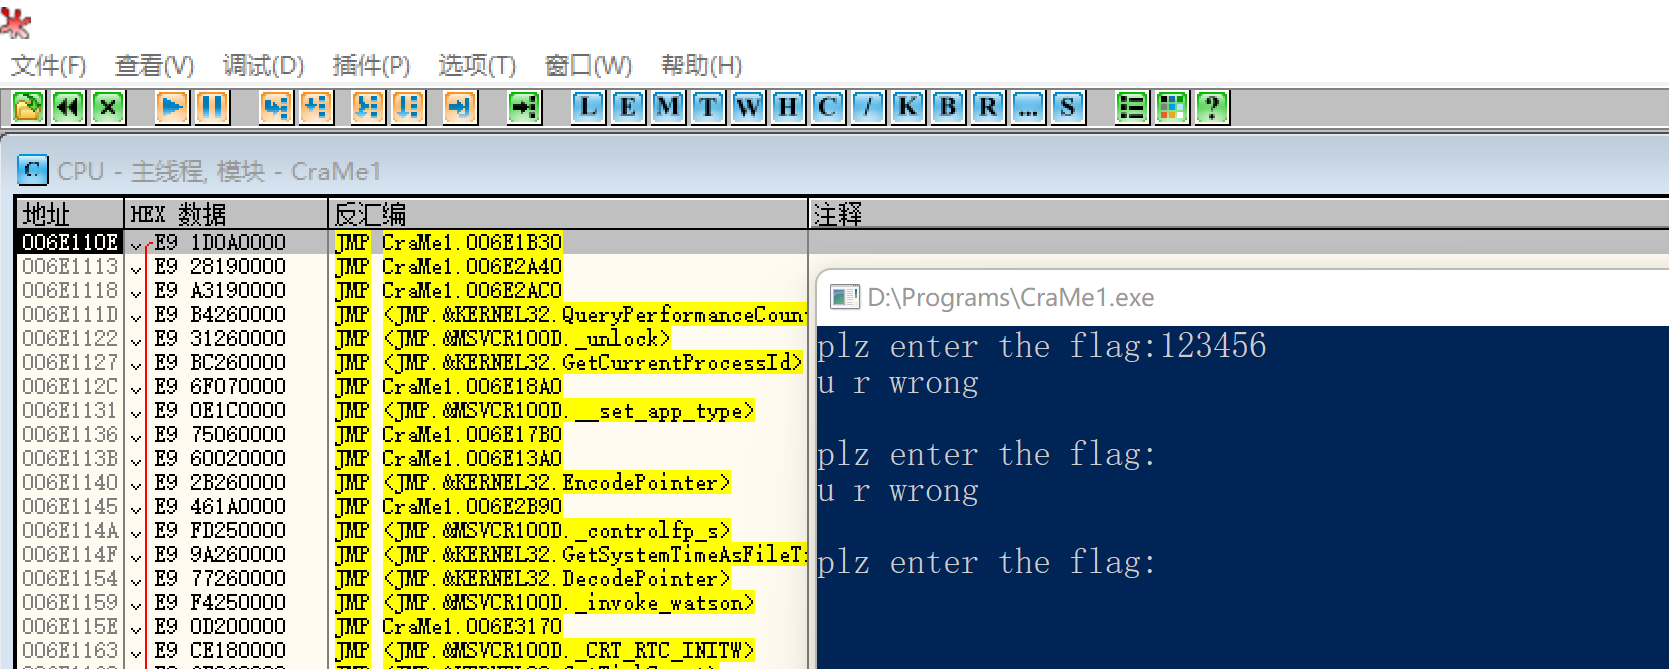 文件(F) 查看(V) 调试(D) 插件(P) 选项(T) 窗口(W) 帮助(H)
L E M T W H C / K B R ... S ?
C CPU - 主线程, 模块 - CraMe1
地址 HEX 数据 反汇编 注释
006E110E E9 1D0A0000 JMP CraMe1.006E1B30
006E1113 E9 28190000 JMP CraMe1.006E2A40
006E1118 E9 A3190000 JMP CraMe1.006E2AC0
006E111D E9 B4260000 JMP <JMP.&KERNEL32.QueryPerformanceCoun
006E1122 E9 31260000 JMP <JMP.&MSVCR100D._unlock>
006E1127 E9 BC260000 JMP <JMP.&KERNEL32.GetCurrentProcessId>
006E112C E9 6F070000 JMP CraMe1.006E18A0
006E1131 E9 0E1C0000 JMP <JMP.&MSVCR100D.__set_app_type>
006E1136 E9 75060000 JMP CraMe1.006E17B0
006E113B E9 60020000 JMP CraMe1.006E13A0
006E1140 E9 2B260000 JMP <JMP.&KERNEL32.EncodePointer>
006E1145 E9 461A0000 JMP CraMe1.006E2B90
006E114A E9 FD250000 JMP <JMP.&MSVCR100D._controlfp_s>
006E114F E9 9A260000 JMP <JMP.&KERNEL32.GetSystemTimeAsFileT
006E1154 E9 77260000 JMP <JMP.&KERNEL32.DecodePointer>
006E1159 E9 F4250000 JMP <JMP.&MSVCR100D._invoke_watson>
006E115E E9 0D200000 JMP CraMe1.006E3170
006E1163 E9 CE180000 JMP <JMP.&MSVCR100D._CRT_RTC_INITW>
D:\Programs\CraMe1.exe
plz enter the flag:123456
u r wrong
plz enter the flag:
u r wrong
plz enter the flag: